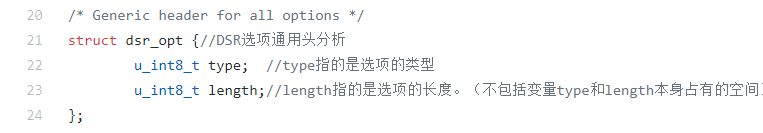 20 /* Generic header for all options */
21 struct dsr_opt {//DSR选项通用头分析
22 u_int8_t type; //type指的是选项的类型
23 u_int8_t length;//length指的是选项的长度。（不包括变量type和length本身占有的空间
24 };